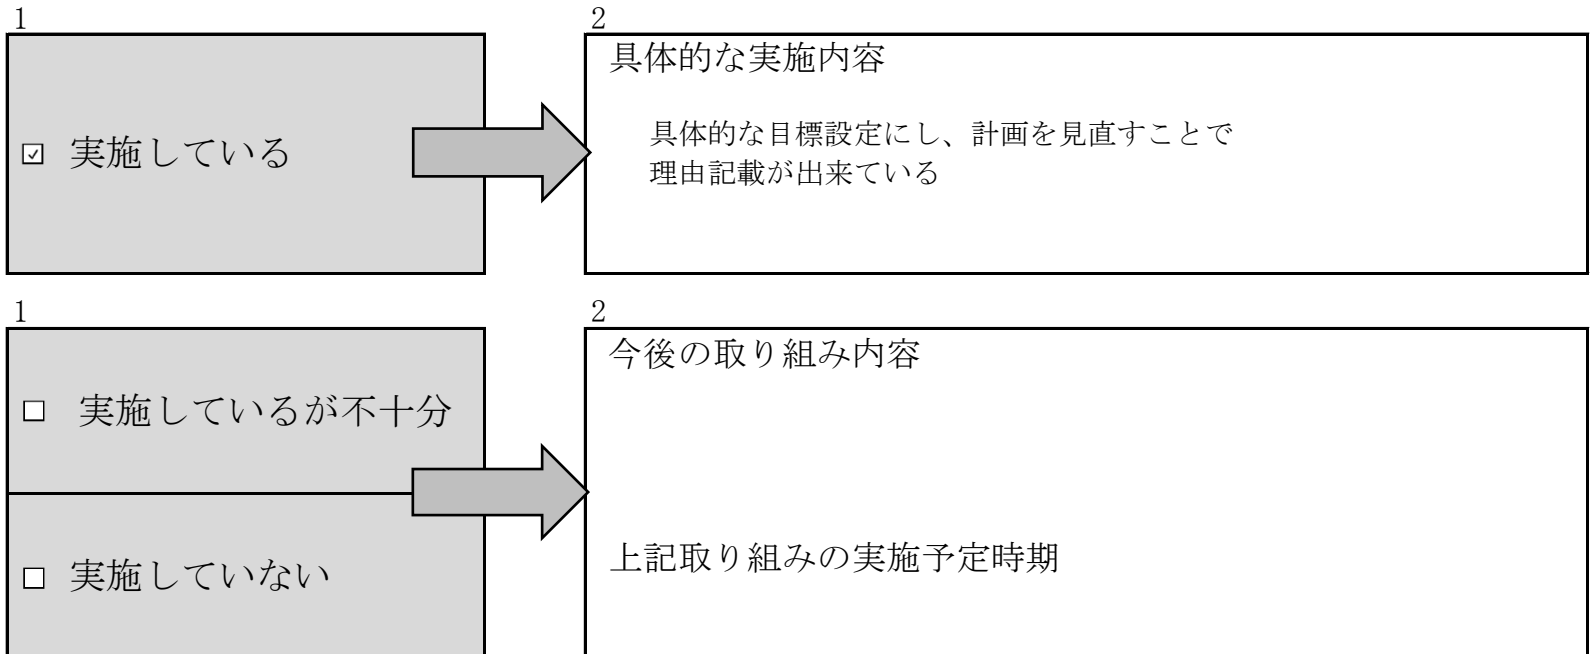 1
2
☑ 実施している
具体的な実施内容
具体的な目標設定にし、計画を見直すことで
理由記載が出来ている
1
2
□ 実施しているが不十分
□ 実施していない
今後の取り組み内容
上記取り組みの実施予定時期